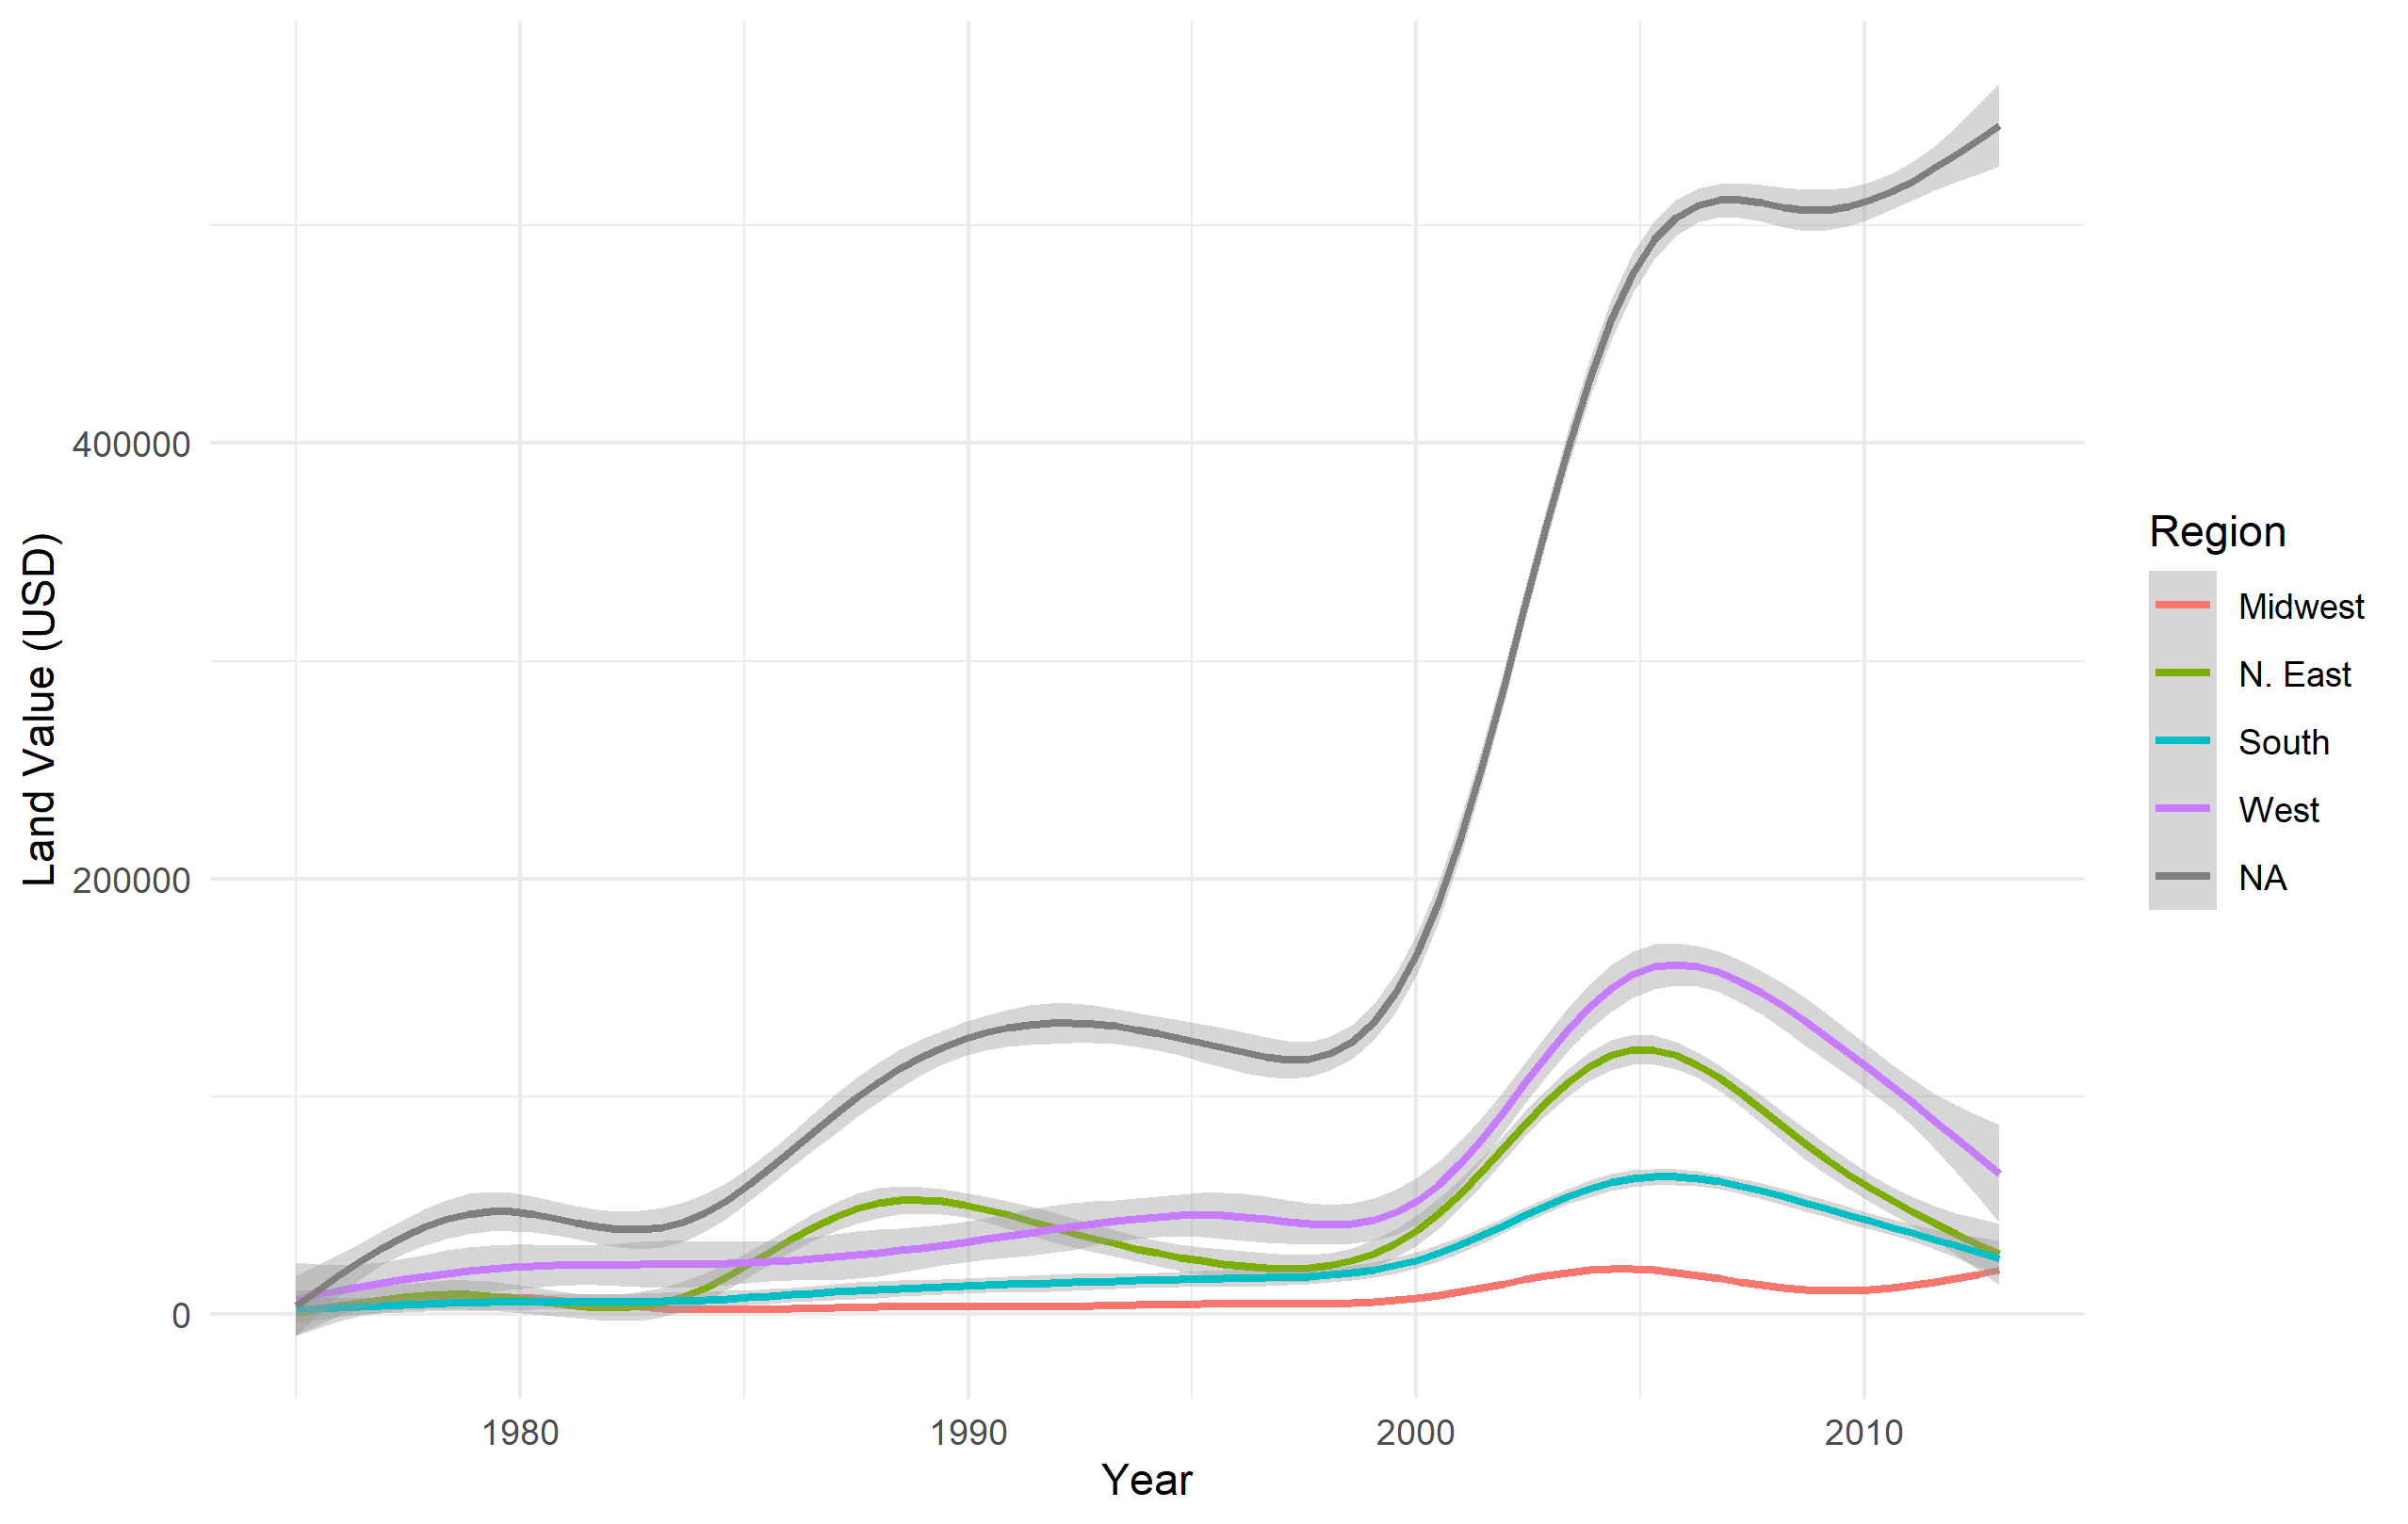 Land Value (USD)
400000
200000
0
1980 1990 2000 2010
Year
Region
Midwest
N. East
South
West
NA